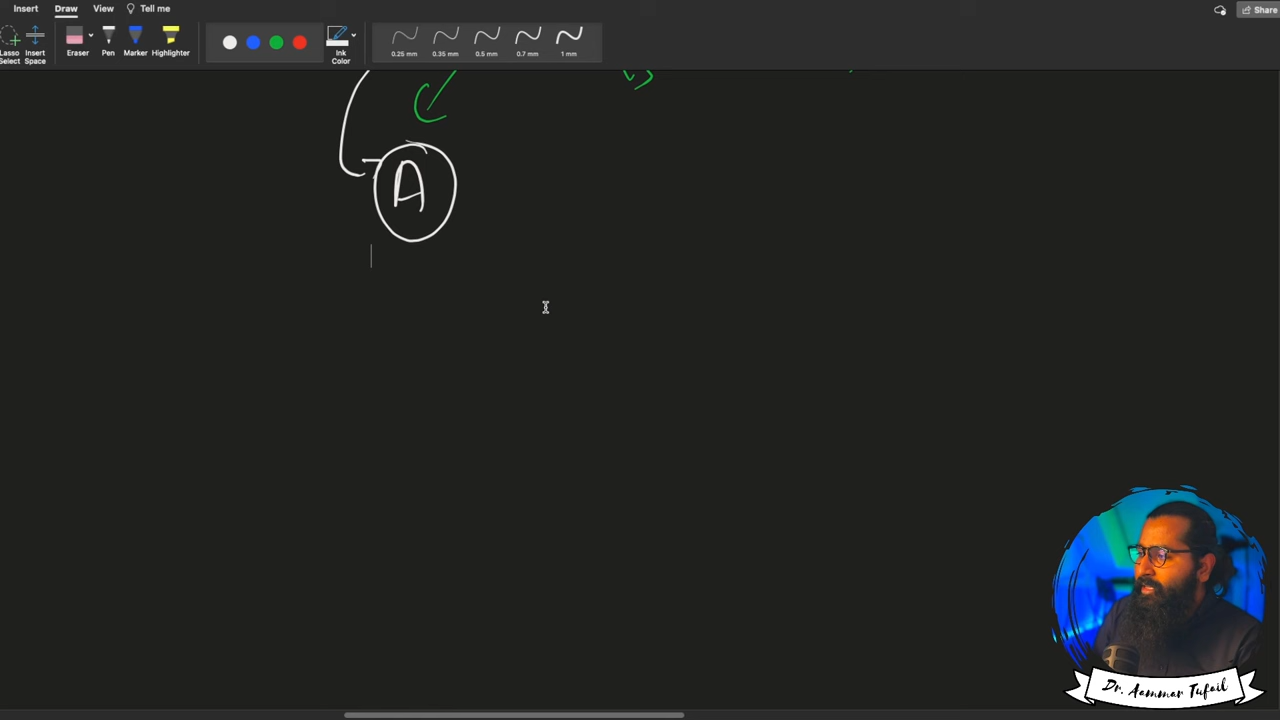 Insert Draw View Tell me
Share
Lasso Select
Insert Space
Eraser
Pen
Marker
Highlighter
Ink Color
0.25 mm
0.35 mm
0.5 mm
0.7 mm
1 mm
A
Dr. Aammar Tufail